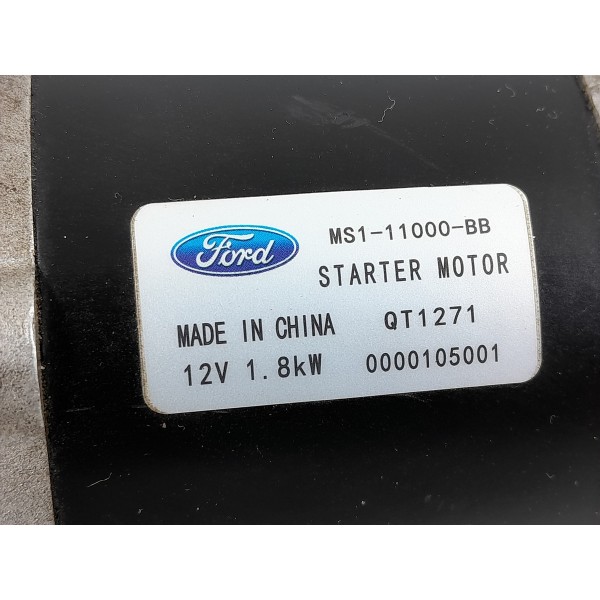 Ford
MS1-11000-BB
STARTER MOTOR
MADE IN CHINA QT1271
12V 1.8kW 0000105001